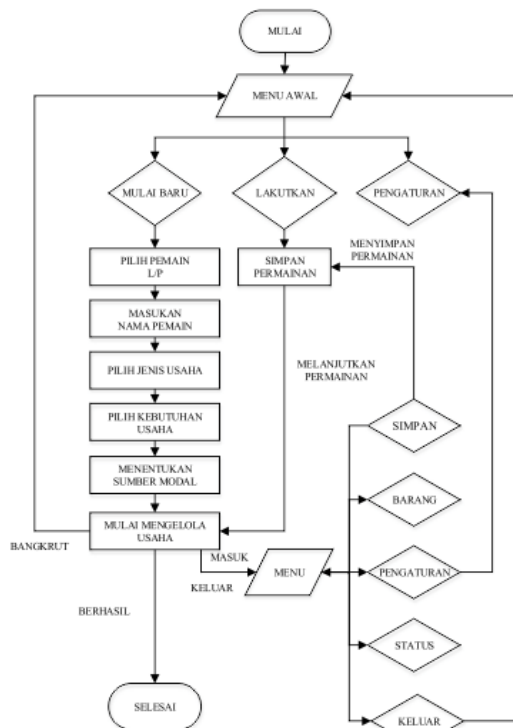 MULAI
MENU AWAL
MULAI BARU
LAKUTKAN
PENGATURAN
PILIH PEMAIN
L/P
SIMPAN
PERMAINAN
MENYIMPAN
PERMAINAN
MASUKAN
NAMA PEMAIN
PILIH JENIS USAHA
MELANJUTKAN
PERMAINAN
PILIH KEBUTUHAN
USAHA
SIMPAN
MENENTUKAN
SUMBER MODAL
BARANG
MULAI MENGELOLA
USAHA
BANGKRUT
MASUK
KELUAR
MENU
PENGATURAN
BERHASIL
STATUS
SELESAI
KELUAR